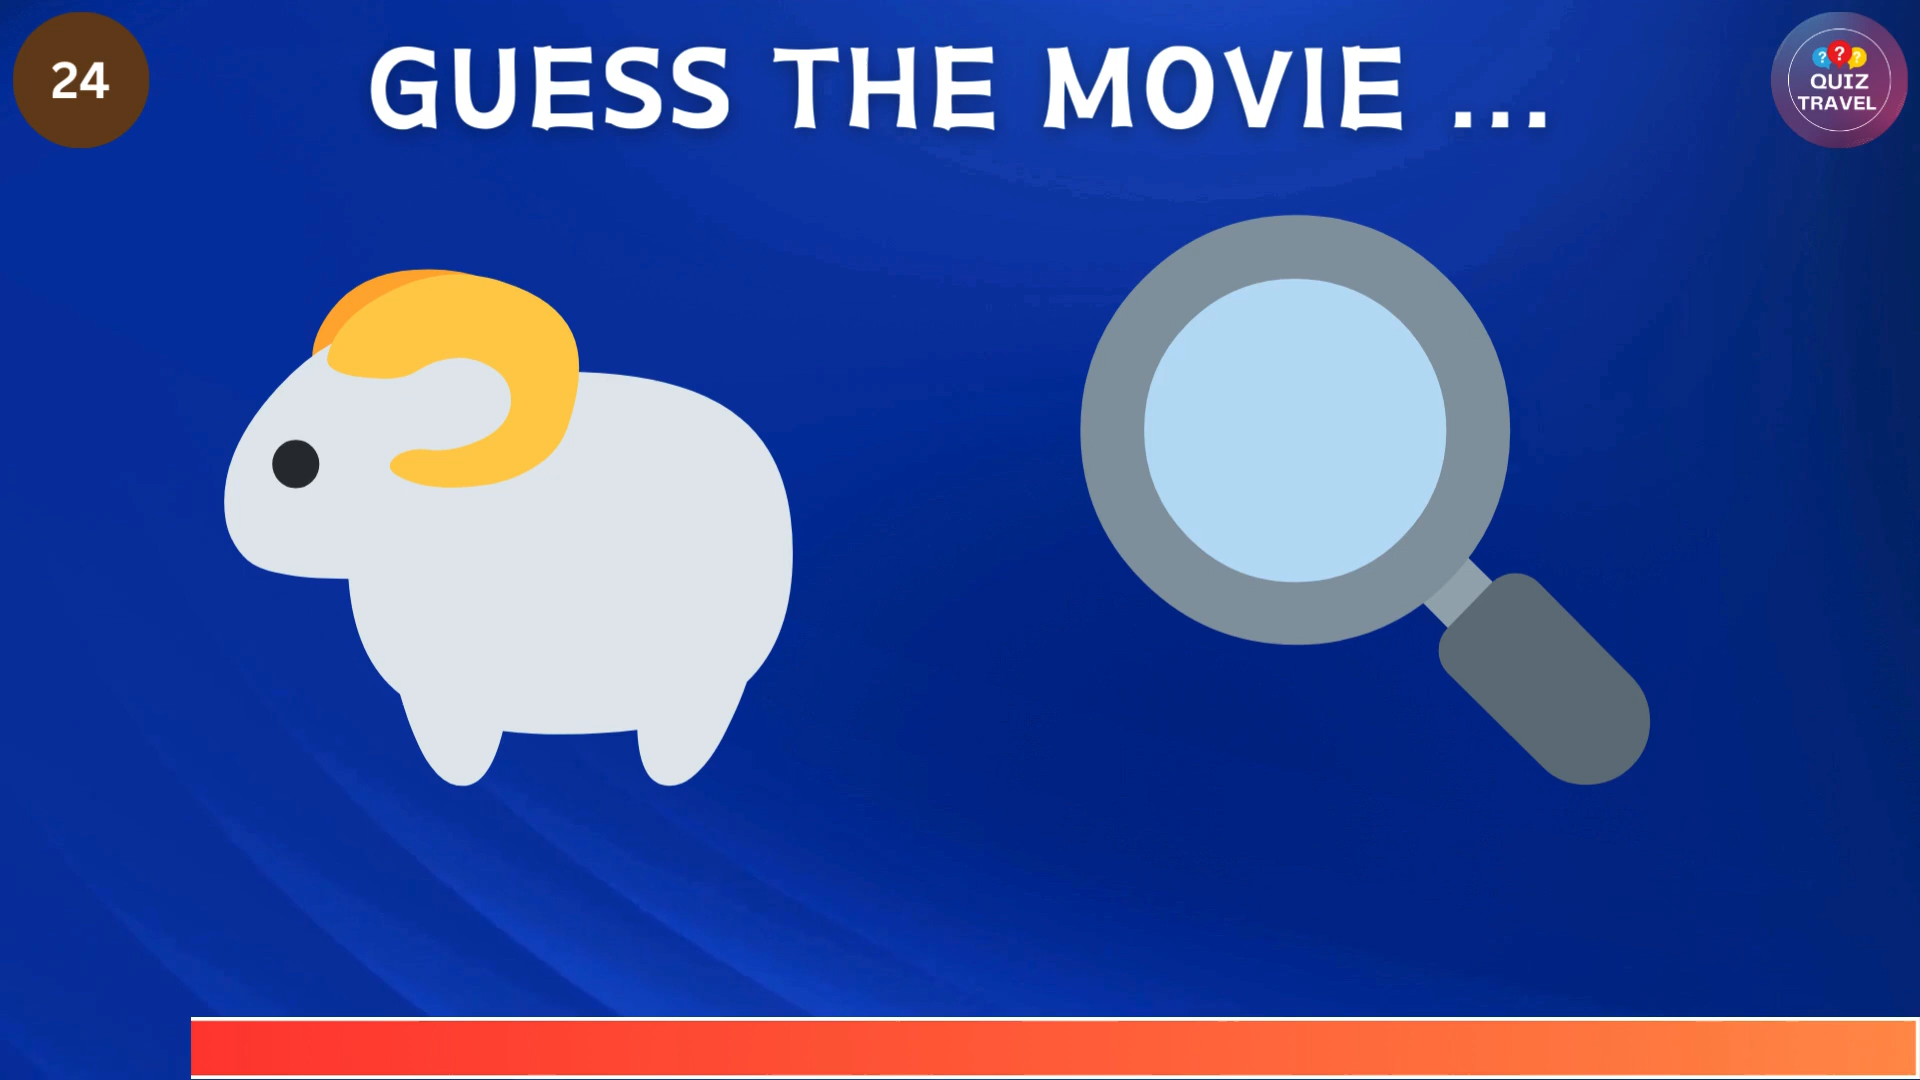 24
GUESS THE MOVIE ...
? ? ?
QUIZ
TRAVEL